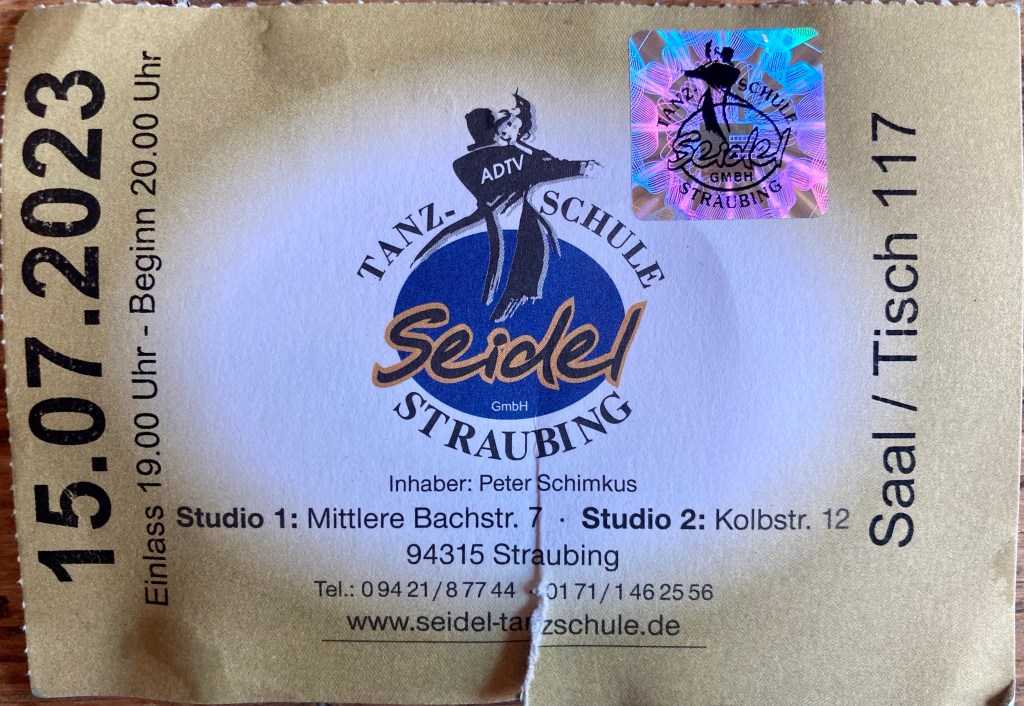 15.07.2023
Einlass 19.00 Uhr - Beginn 20.00 Uhr
ADTV
TANZ-SCHULE
Seidel
GmbH
STRAUBING
Inhaber: Peter Schimkus
Studio 1: Mittlere Bachstr. 7 · Studio 2: Kolbstr. 12
94315 Straubing
Tel.: 0 94 21 / 8 77 44 · 01 71 / 1 46 25 56
www.seidel-tanzschule.de
TANZ-SCHULE
Seidel
GMBH
STRAUBING
Saal / Tisch 117